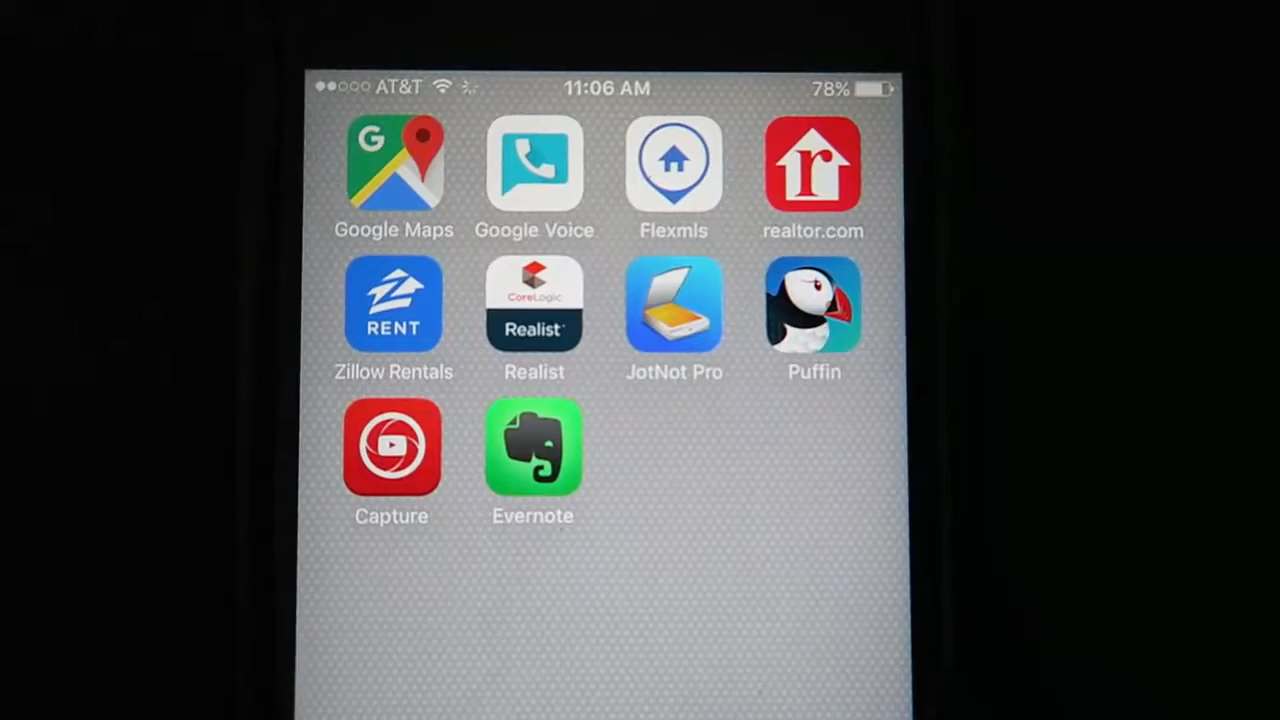 AT&T 11:06 AM 78%
G
r
Google Maps Google Voice Flexmls realtor.com
Z
RENT
CoreLogic
Realist
Zillow Rentals Realist JotNot Pro Puffin
Capture Evernote